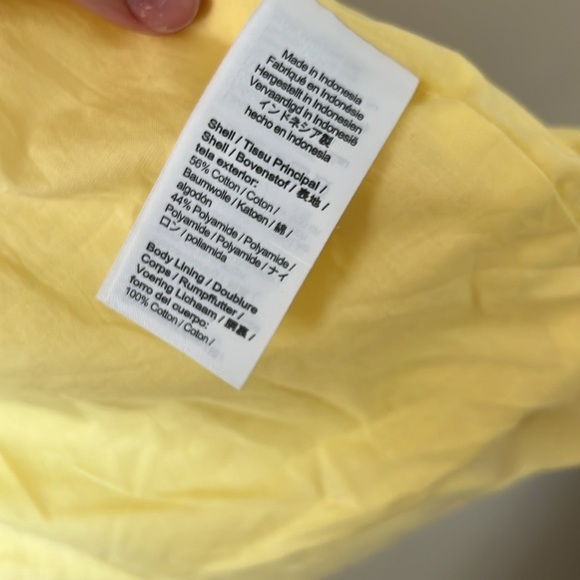 Made in Indonesia
Fabriqué en Indonésie
Hergestellt in Indonesien
Vervaardigd in Indonesië
インドネシア製
hecho en indonesia
Shell / Tissu Principal /
Shell / Bovenstof / 表地 /
tela exterior:
56% Cotton / Coton /
Baumwolle / Katoen / 綿 /
algodón
44% Polyamide / Polyamide /
Polyamide / Polyamide / ナイ
ロン / poliamida
Body Lining / Doublure
Corps / Rumpffutter /
Voering Lichaam / 胴裏 /
forro del cuerpo:
100% Cotton / Coton /